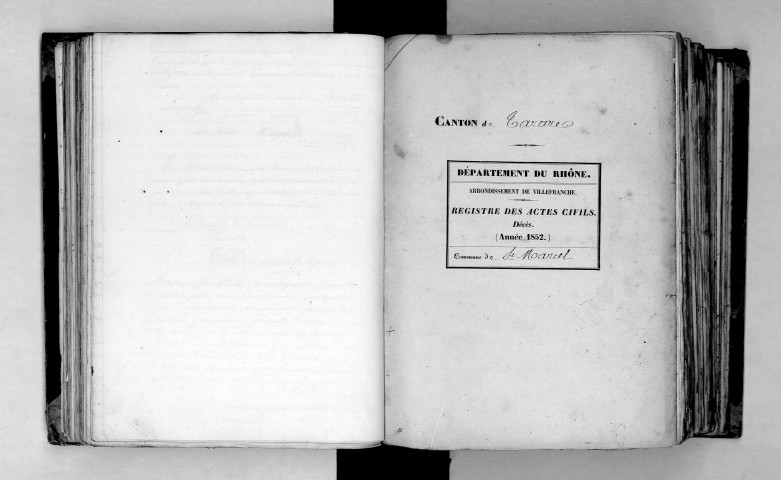 CANTON de Tarare
DÉPARTEMENT DU RHÔNE.
ARRONDISSEMENT DE VILLEFRANCHE.
REGISTRE DES ACTES CIVILS.
Décès.
(Année 1852.)
Commune de St Marcel